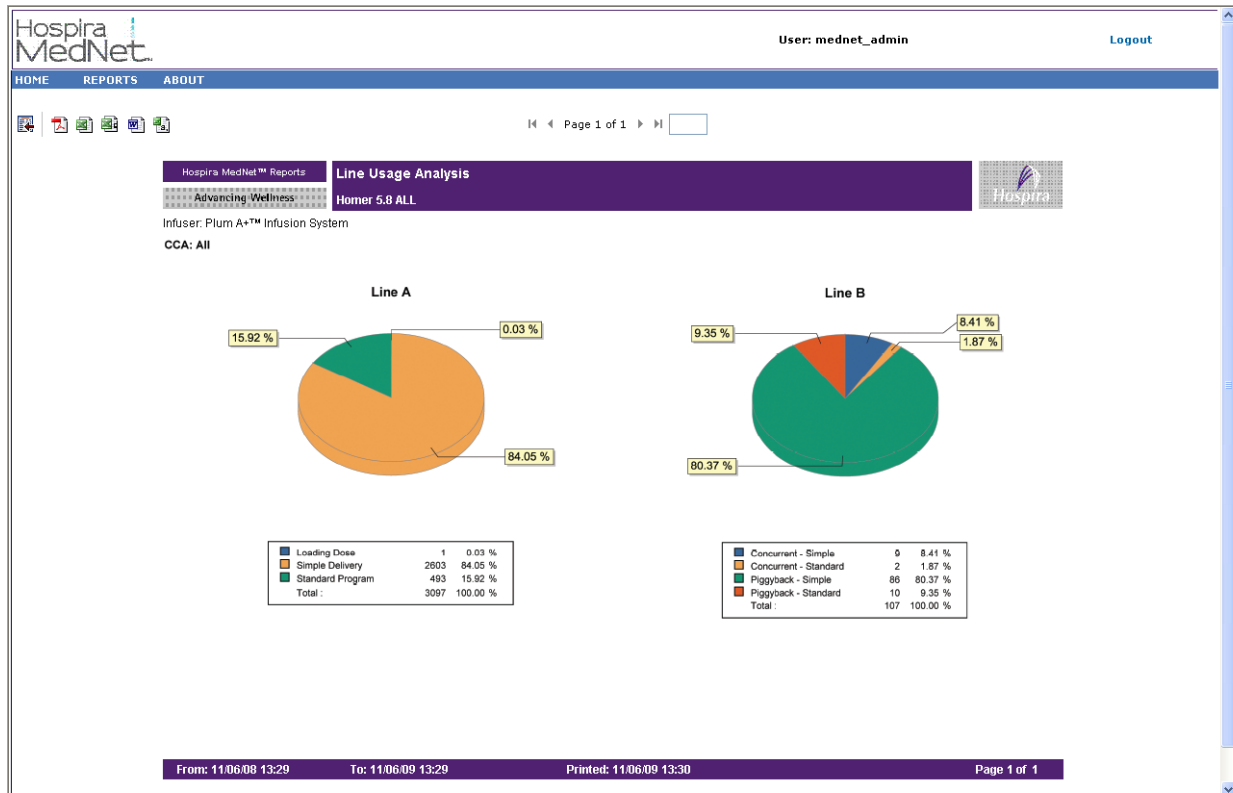 Hospira
MedNet
User: mednet_admin
Logout
HOME REPORTS ABOUT
Page 1 of 1
Hospira MedNet™ Reports
Line Usage Analysis
Advancing Wellness
Homer 5.8 ALL
Hospira
Infuser: Plum A+™ Infusion System
CCA: All
Line A
15.92 %
0.03 %
84.05 %
Loading Dose 1 0.03 %
Simple Delivery 2603 84.05 %
Standard Program 493 15.92 %
Total : 3097 100.00 %
Line B
9.35 %
8.41 %
1.87 %
80.37 %
Concurrent - Simple 9 8.41 %
Concurrent - Standard 2 1.87 %
Piggyback - Simple 86 80.37 %
Piggyback - Standard 10 9.35 %
Total : 107 100.00 %
From: 11/06/08 13:29 To: 11/06/09 13:29 Printed: 11/06/09 13:30 Page 1 of 1